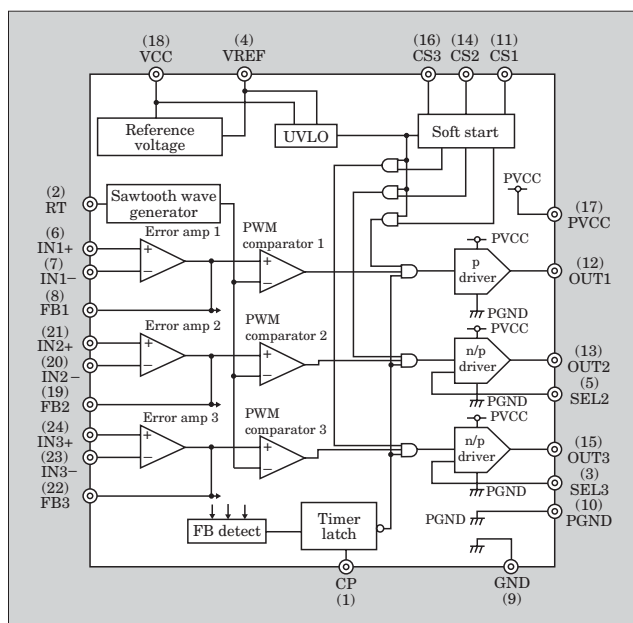 (18)
VCC
(4)
VREF
(16)
CS3
(14)
CS2
(11)
CS1
Reference
voltage
UVLO
Soft start
PVCC
(17)
PVCC
(2)
RT
Sawtooth wave
generator
(6)
IN1+
(7)
IN1−
(8)
FB1
Error amp 1
+
−
PWM
comparator 1
+
−
PVCC
p
driver
PGND
(12)
OUT1
(21)
IN2+
(20)
IN2−
(19)
FB2
Error amp 2
+
−
PWM
comparator 2
+
−
PVCC
n/p
driver
PGND
(13)
OUT2
(5)
SEL2
(24)
IN3+
(23)
IN3−
(22)
FB3
Error amp 3
+
−
PWM
comparator 3
+
−
PVCC
n/p
driver
PGND
(15)
OUT3
(3)
SEL3
(10)
PGND
PGND
FB detect
Timer
latch
CP
(1)
GND
(9)